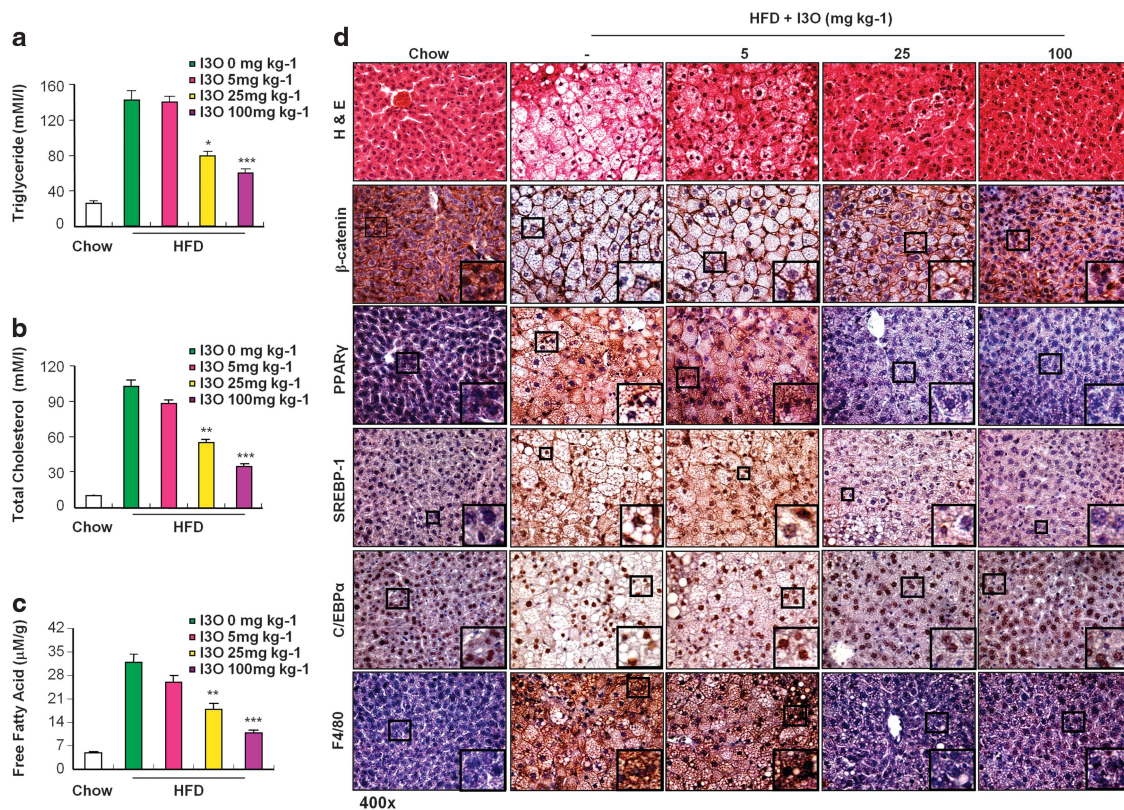 a
I3O 0 mg kg-1
I3O 5mg kg-1
I3O 25mg kg-1
I3O 100mg kg-1
Triglyceride (mM/l)
160
120
80
40
0
*
***
Chow
HFD
b
I3O 0 mg kg-1
I3O 5mg kg-1
I3O 25mg kg-1
I3O 100mg kg-1
Total Cholesterol (mM/l)
120
90
60
30
0
**
***
Chow
HFD
c
I3O 0 mg kg-1
I3O 5mg kg-1
I3O 25mg kg-1
I3O 100mg kg-1
Free Fatty Acid (μM/g)
42
35
28
21
14
7
0
**
***
Chow
HFD
d
HFD + I3O (mg kg-1)
Chow - 5 25 100
H & E
β-catenin
PPARγ
SREBP-1
C/EBPα
F4/80
400x